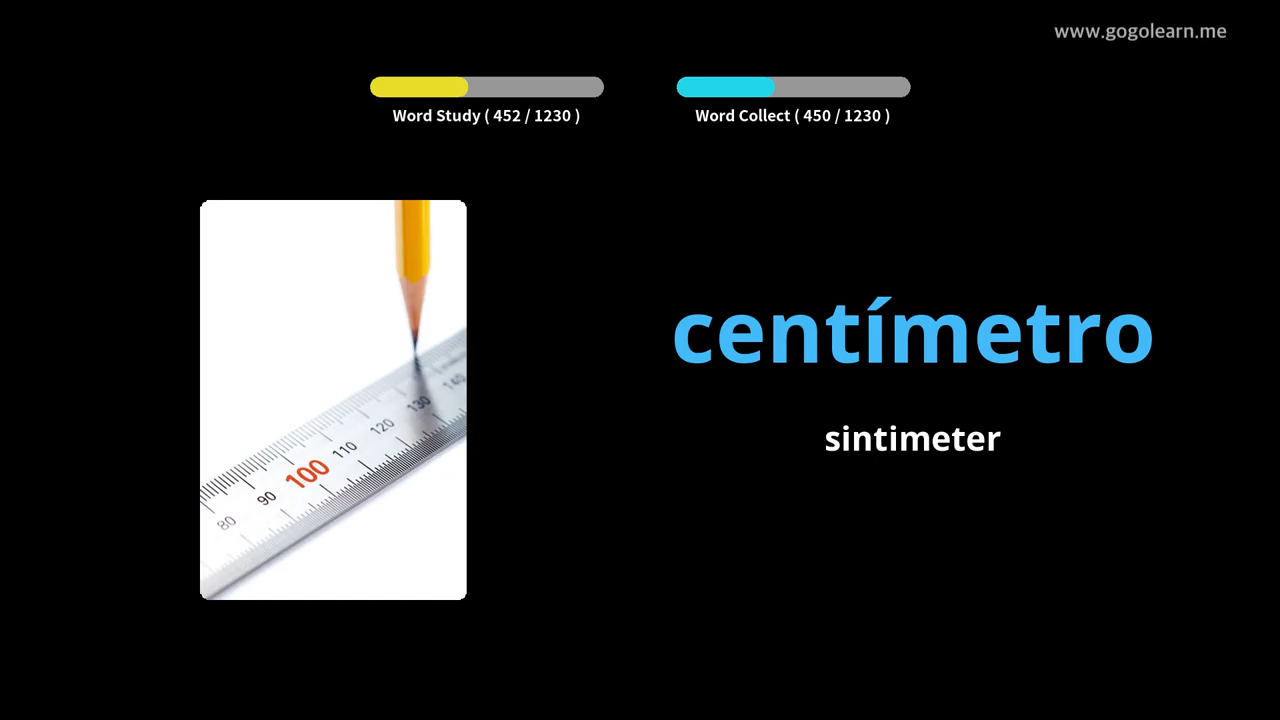 www.gogolearn.me
Word Study ( 452 / 1230 )
Word Collect ( 450 / 1230 )
centímetro
sintimeter
80
90
100
110
120
130
140